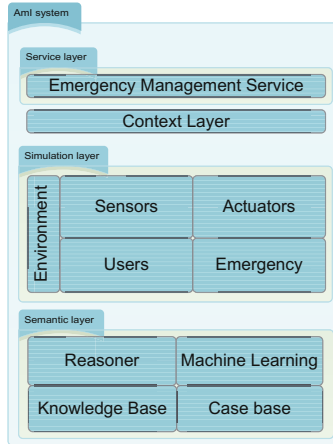 AmI system
Service layer
Emergency Management Service
Context Layer
Simulation layer
Environment
Sensors
Actuators
Users
Emergency
Semantic layer
Reasoner
Machine Learning
Knowledge Base
Case base